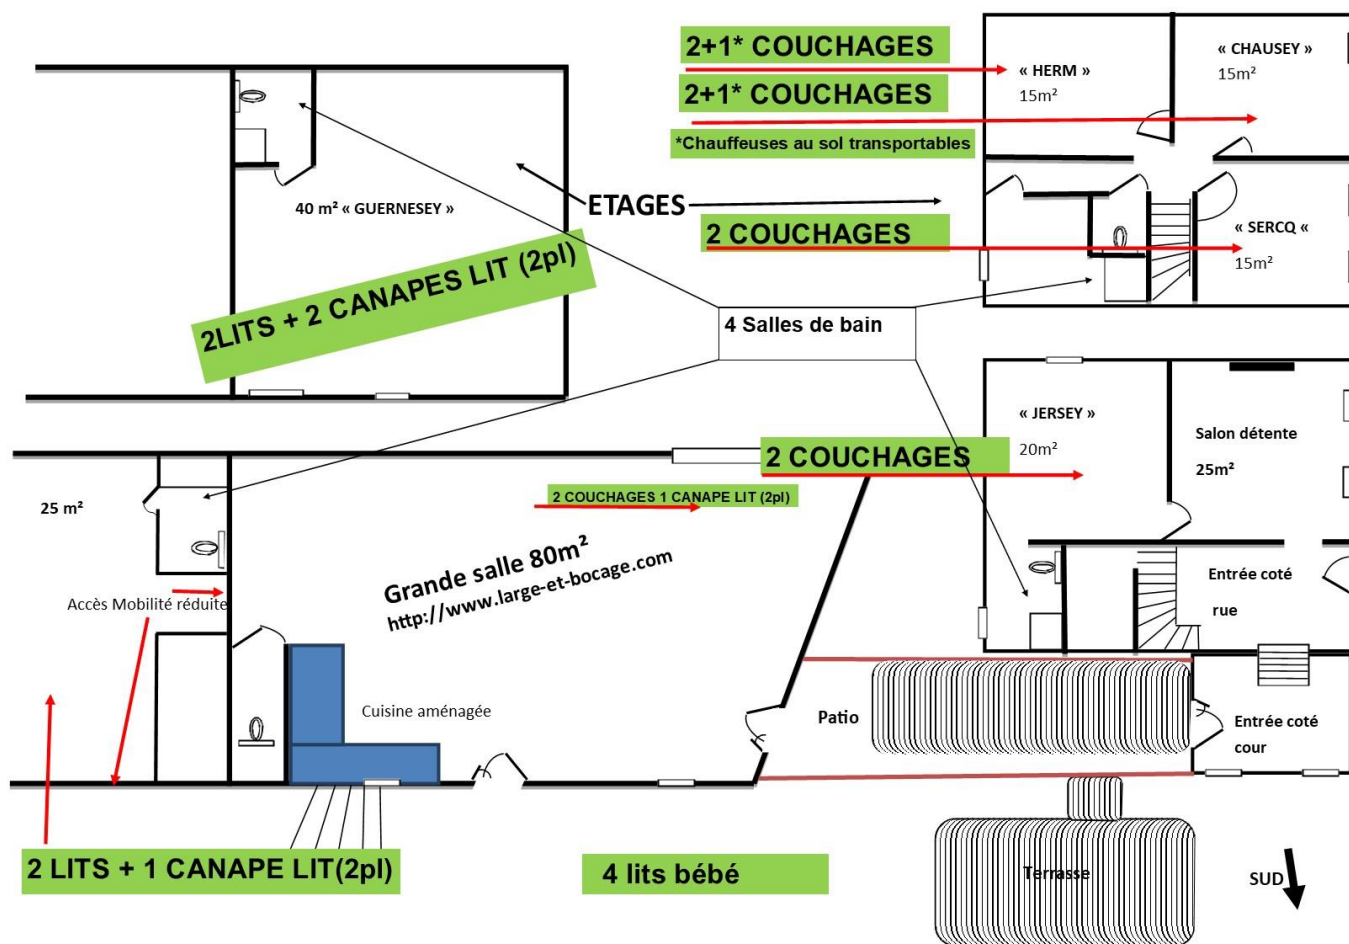 2+1* COUCHAGES
« HERM »
15m²
« CHAUSEY »
15m²
2+1* COUCHAGES
*Chauffeuses au sol transportables
40 m² « GUERNESEY »
ETAGES
2 COUCHAGES
« SERCQ «
15m²
2LITS + 2 CANAPES LIT (2pl)
4 Salles de bain
« JERSEY »
20m²
Salon détente
25m²
2 COUCHAGES
25 m²
2 COUCHAGES 1 CANAPE LIT (2pl)
Grande salle 80m²
http://www.large-et-bocage.com
Accès Mobilité réduite
Entrée coté
rue
Cuisine aménagée
Patio
Entrée coté
cour
2 LITS + 1 CANAPE LIT(2pl)
4 lits bébé
Terrasse
SUD